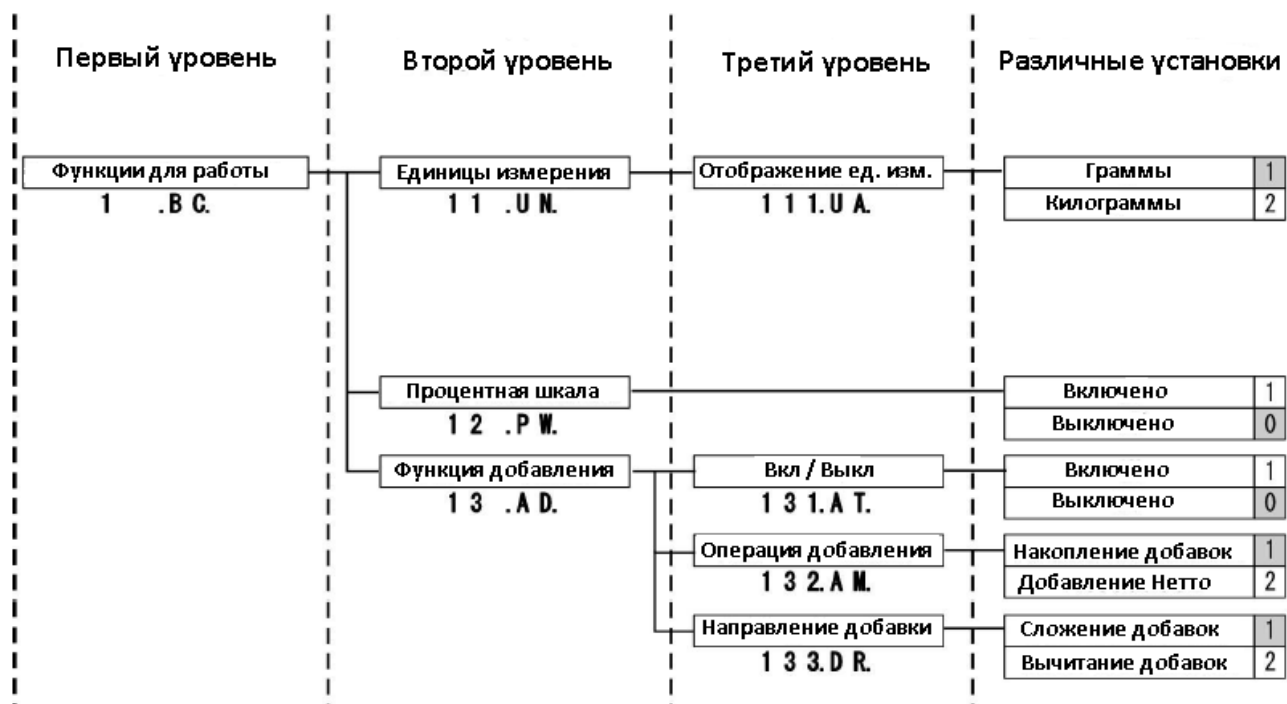 Первый уровень
Второй уровень
Третий уровень
Различные установки
Функции для работы
1 .B C.
Единицы измерения
1 1 .U N.
Отображение ед. изм.
1 1 1.U A.
Граммы 1
Килограммы 2
Процентная шкала
1 2 .P W.
Включено 1
Выключено 0
Функция добавления
1 3 .A D.
Вкл / Выкл
1 3 1.A T.
Включено 1
Выключено 0
Операция добавления
1 3 2.A M.
Накопление добавок 1
Добавление Нетто 2
Направление добавки
1 3 3.D R.
Сложение добавок 1
Вычитание добавок 2